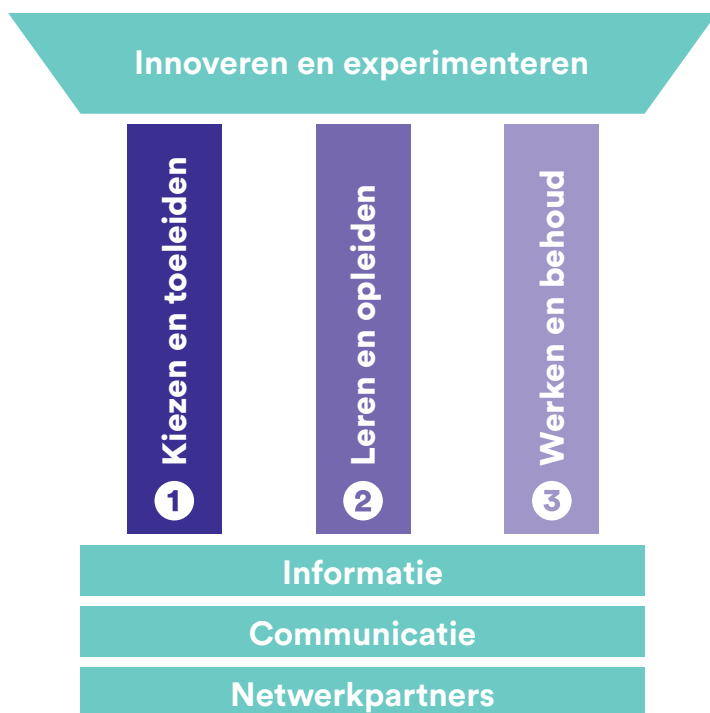 Innoveren en experimenteren
1 Kiezen en toeleiden
2 Leren en opleiden
3 Werken en behoud
Informatie
Communicatie
Netwerkpartners